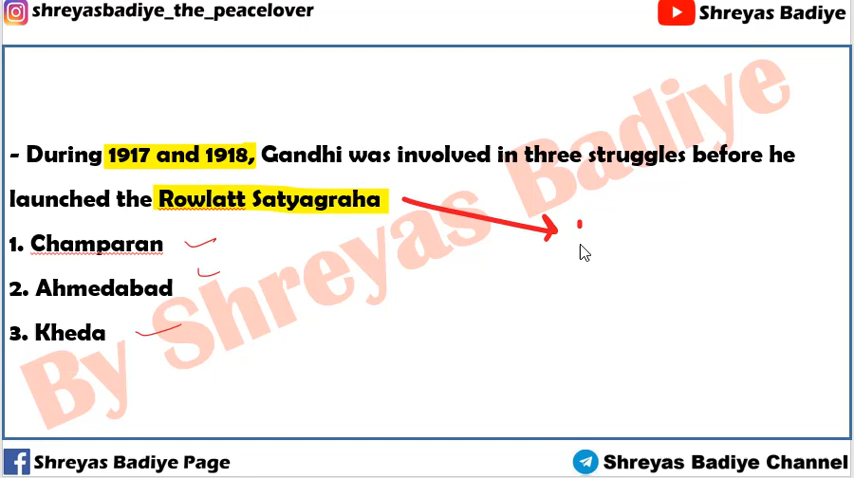 shreyasbadiye_the_peacelover
Shreyas Badiye
- During 1917 and 1918, Gandhi was involved in three struggles before he
launched the Rowlatt Satyagraha
1. Champaran
2. Ahmedabad
3. Kheda
By Shreyas Badiye
Shreyas Badiye Page
Shreyas Badiye Channel